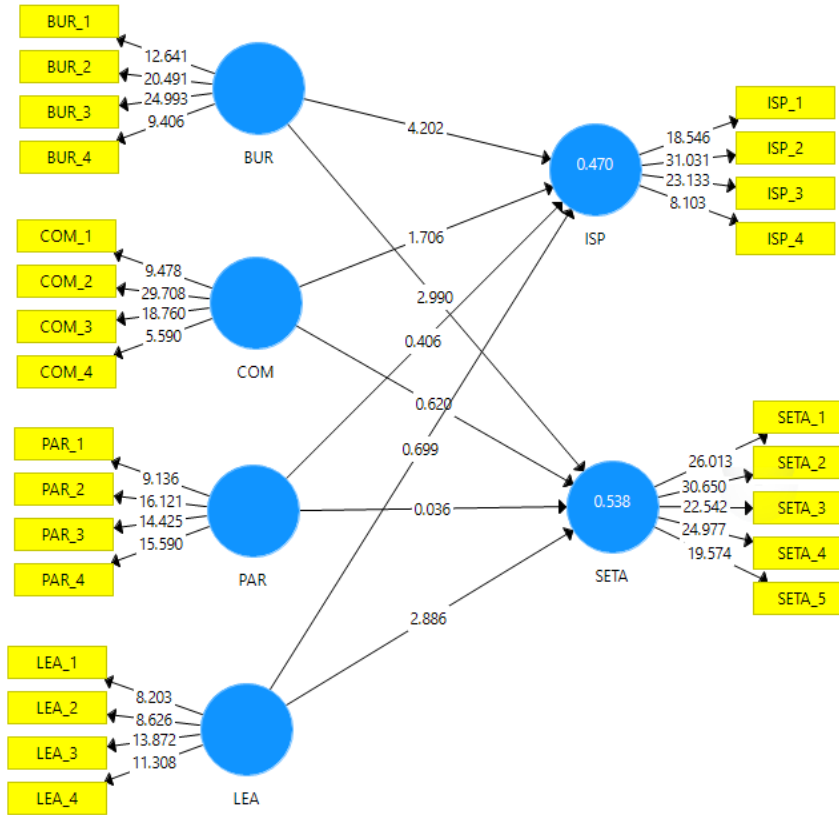 BUR_1
BUR_2
BUR_3
BUR_4
12.641
20.491
24.993
9.406
BUR
COM_1
COM_2
COM_3
COM_4
9.478
29.708
18.760
5.590
COM
PAR_1
PAR_2
PAR_3
PAR_4
9.136
16.121
14.425
15.590
PAR
LEA_1
LEA_2
LEA_3
LEA_4
8.203
8.626
13.872
11.308
LEA
4.202
1.706
2.990
0.406
0.620
0.699
0.036
2.886
0.470
ISP
18.546
31.031
23.133
8.103
ISP_1
ISP_2
ISP_3
ISP_4
0.538
SETA
26.013
30.650
22.542
24.977
19.574
SETA_1
SETA_2
SETA_3
SETA_4
SETA_5